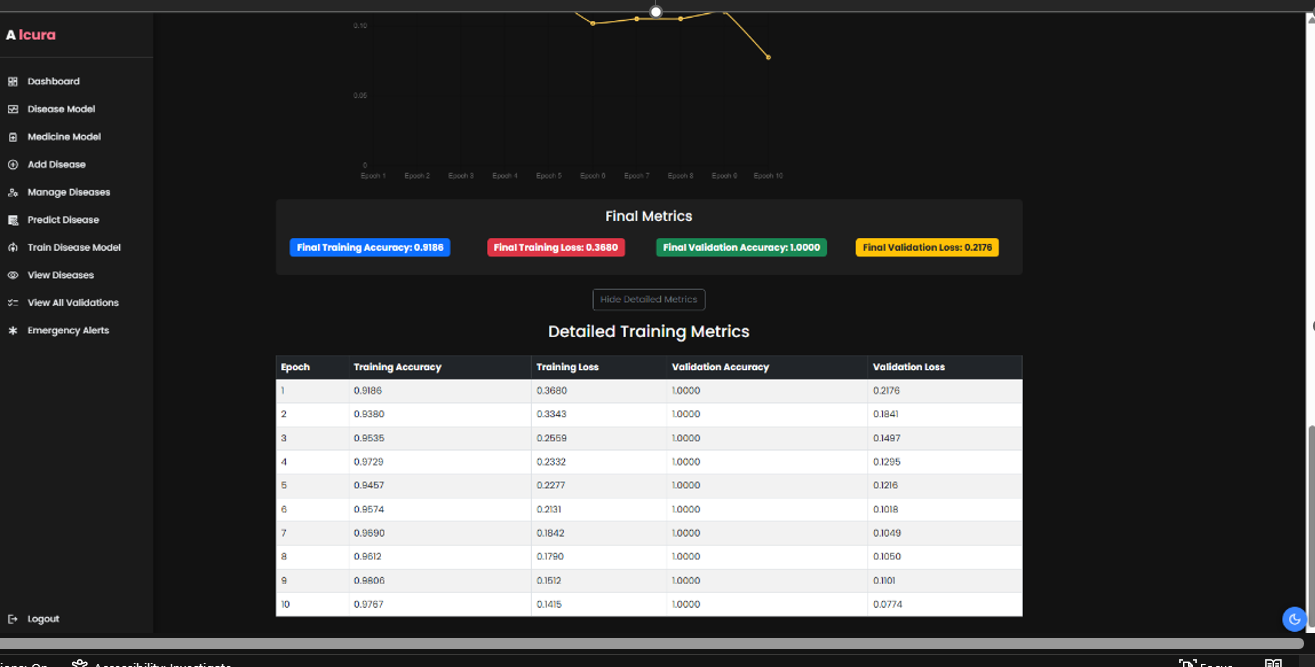 AIcura
Dashboard
Disease Model
Medicine Model
Add Disease
Manage Diseases
Predict Disease
Train Disease Model
View Diseases
View All Validations
Emergency Alerts
Logout
0.10
0.05
0
Epoch 1 Epoch 2 Epoch 3 Epoch 4 Epoch 5 Epoch 6 Epoch 7 Epoch 8 Epoch 9 Epoch 10
Final Metrics
Final Training Accuracy: 0.9186 Final Training Loss: 0.3680 Final Validation Accuracy: 1.0000 Final Validation Loss: 0.2176
Hide Detailed Metrics
Detailed Training Metrics
Epoch Training Accuracy Training Loss Validation Accuracy Validation Loss
1 0.9186 0.3680 1.0000 0.2176
2 0.9380 0.3343 1.0000 0.1841
3 0.9535 0.2559 1.0000 0.1497
4 0.9729 0.2332 1.0000 0.1295
5 0.9457 0.2277 1.0000 0.1216
6 0.9574 0.2131 1.0000 0.1018
7 0.9690 0.1842 1.0000 0.1049
8 0.9612 0.1790 1.0000 0.1050
9 0.9806 0.1512 1.0000 0.1101
10 0.9767 0.1415 1.0000 0.0774
On Accessibility: Investigate Focus